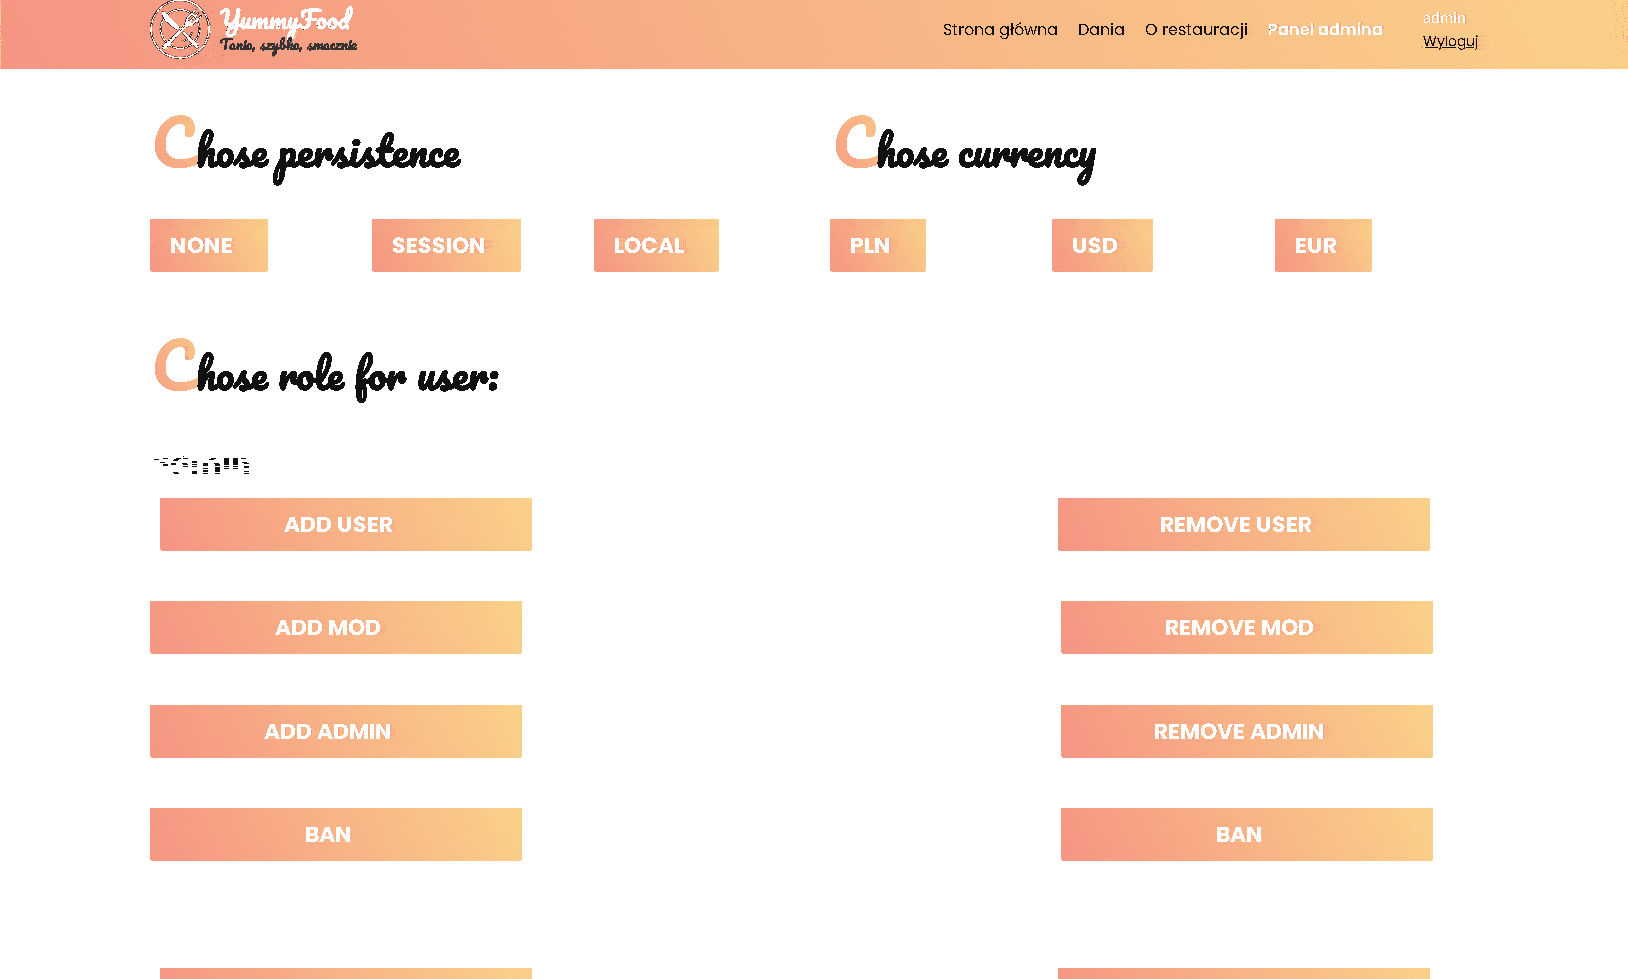 YummyFood
Tanio, szybko, smacznie
Strona główna Dania O restauracji Panel admina
admin
Wyloguj
Chose persistence
Chose currency
NONE SESSION LOCAL PLN USD EUR
Chose role for user:
ADD USER REMOVE USER
ADD MOD REMOVE MOD
ADD ADMIN REMOVE ADMIN
BAN BAN